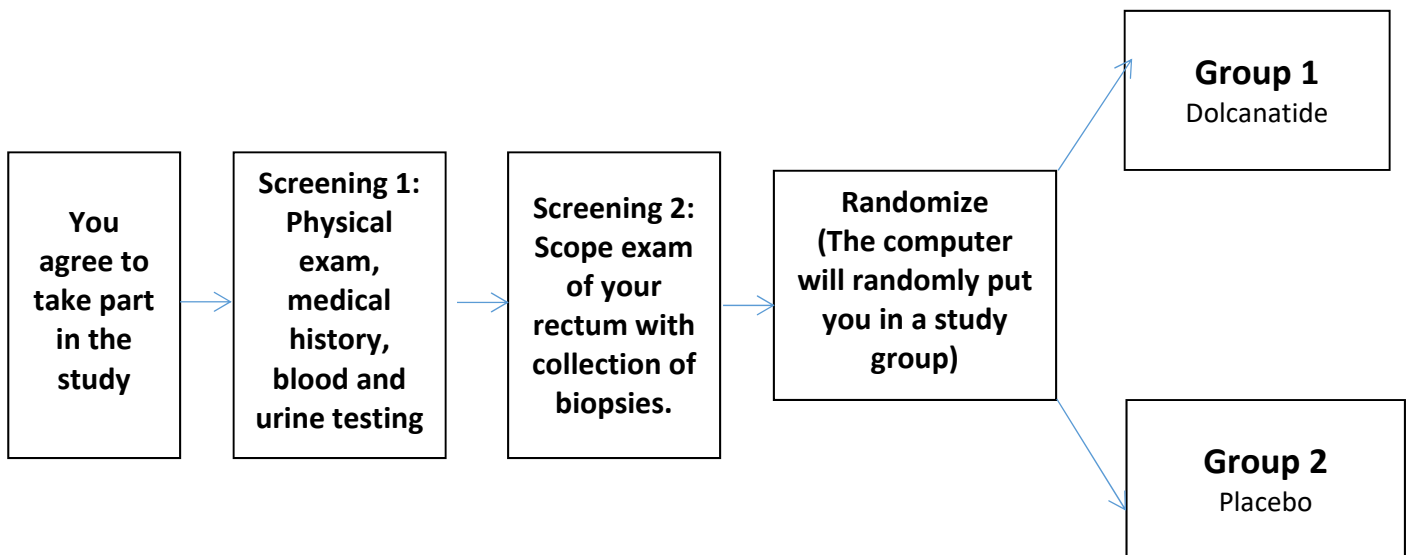 You
agree to
take part
in the
study
Screening 1:
Physical
exam,
medical
history,
blood and
urine testing
Screening 2:
Scope exam
of your
rectum with
collection of
biopsies.
Randomize
(The computer
will randomly put
you in a study
group)
Group 1
Dolcanatide
Group 2
Placebo